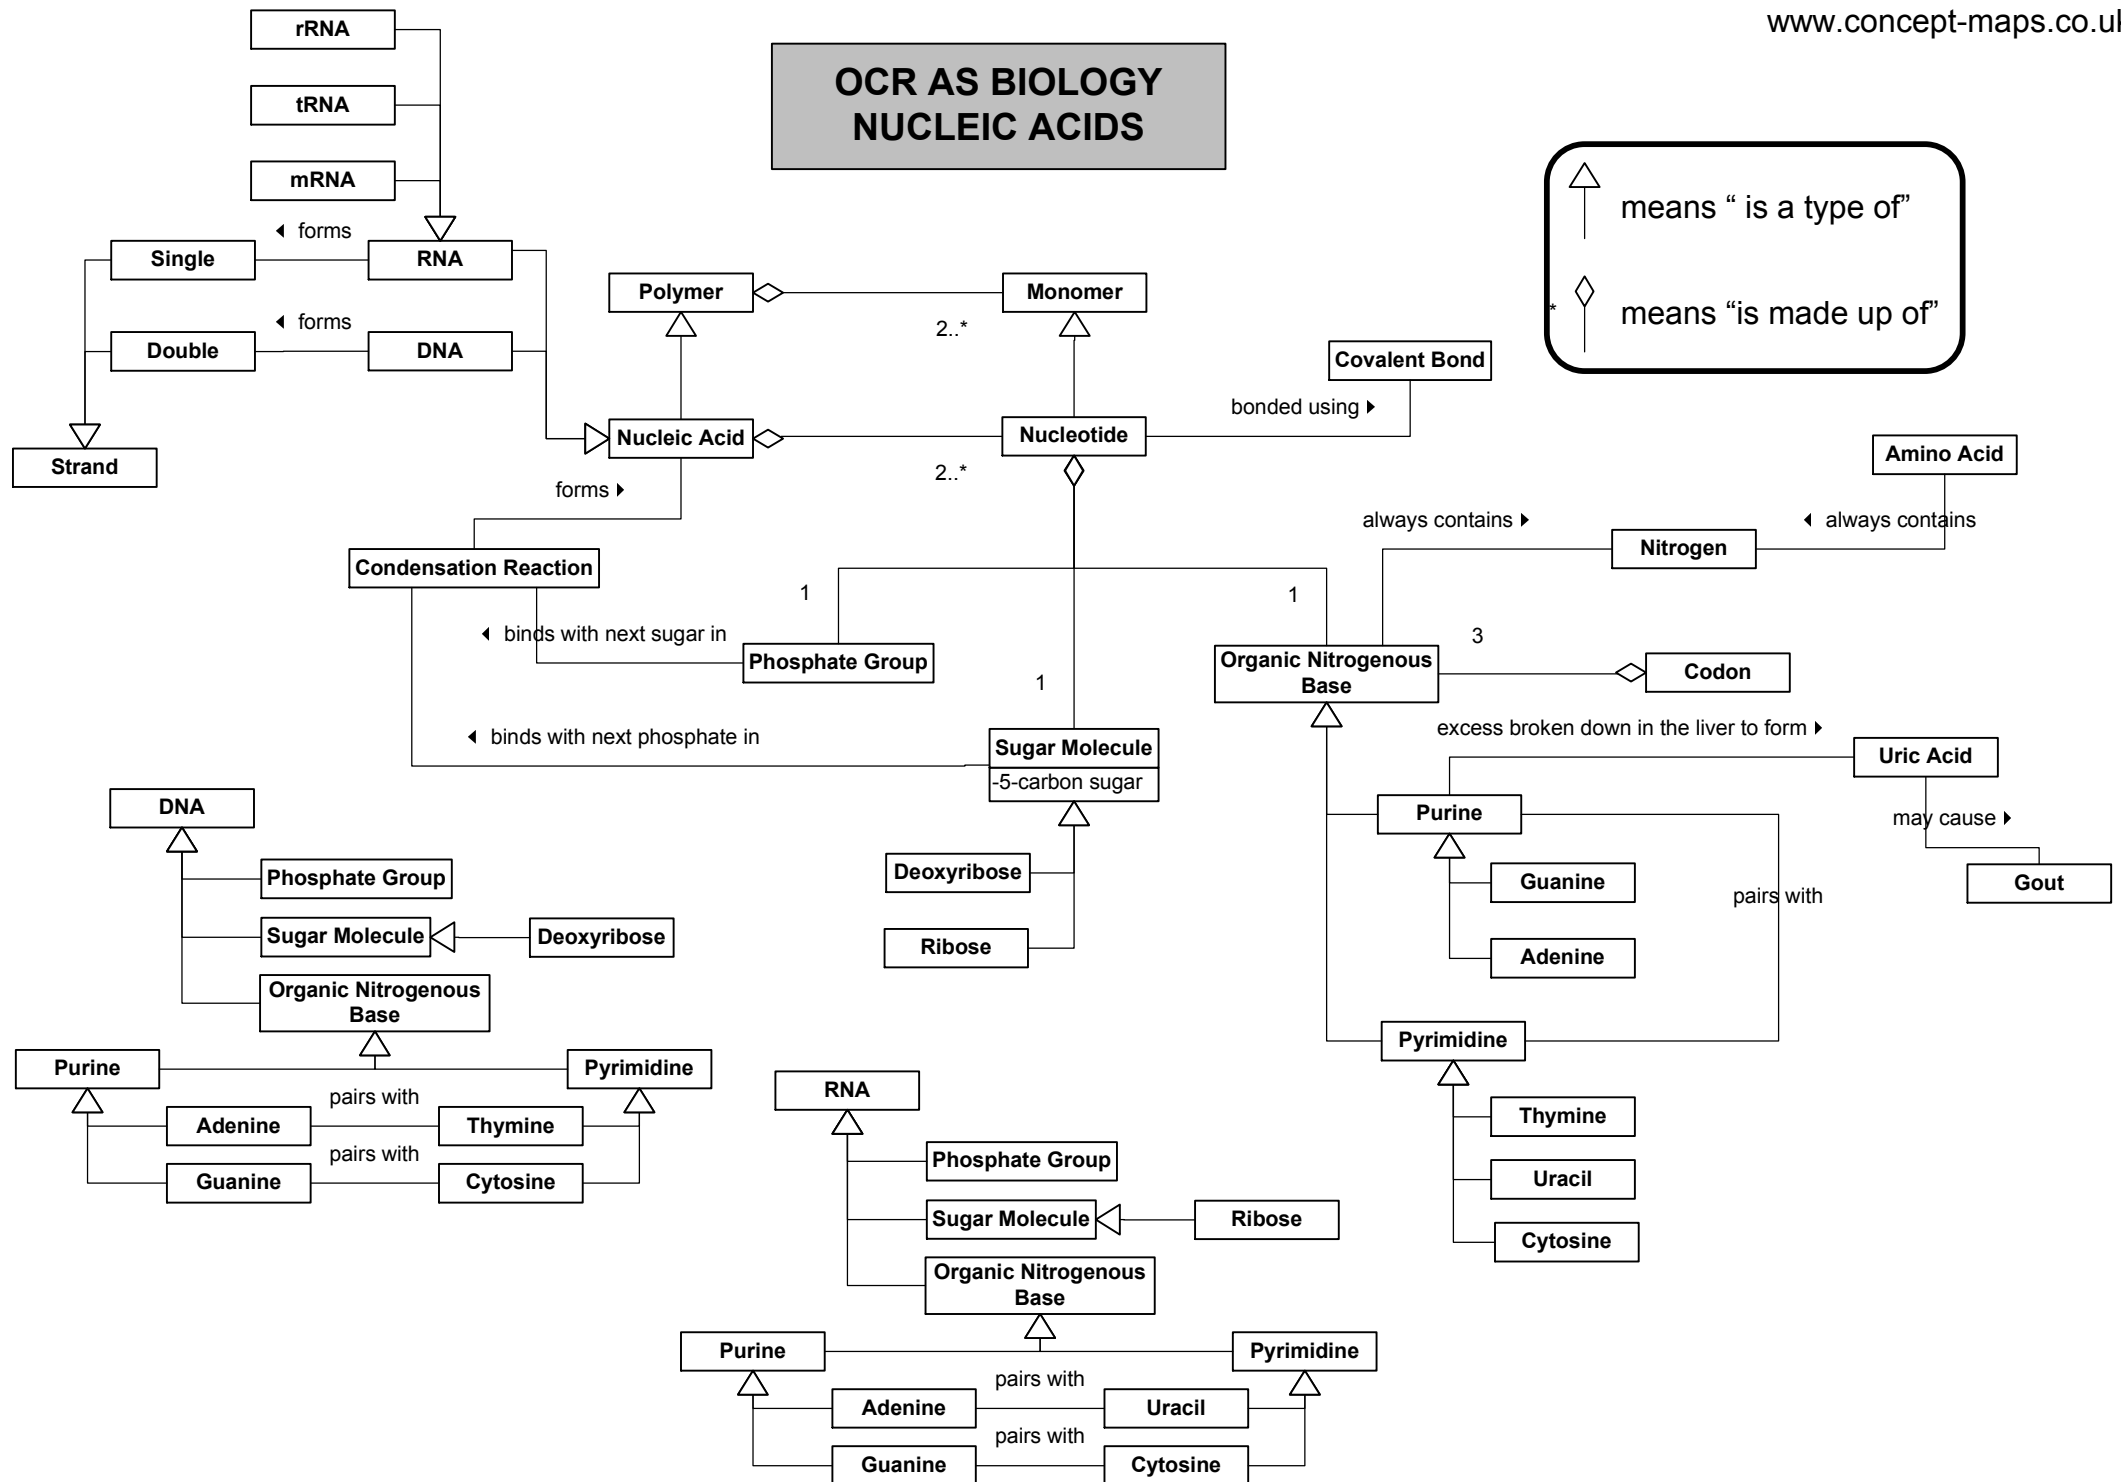 www.concept-maps.co.uk
OCR AS BIOLOGY
NUCLEIC ACIDS
means “ is a type of”
*
means “is made up of”
rRNA
tRNA
mRNA
forms
Single
RNA
forms
Double
DNA
Strand
Polymer
2..*
Monomer
Covalent Bond
bonded using
Nucleic Acid
2..*
Nucleotide
forms
Condensation Reaction
Amino Acid
always contains
always contains
Nitrogen
1
1
1
3
binds with next sugar in
Phosphate Group
Organic Nitrogenous
Base
Codon
binds with next phosphate in
Sugar Molecule
-5-carbon sugar
excess broken down in the liver to form
Uric Acid
may cause
Gout
Deoxyribose
Ribose
Purine
Guanine
Adenine
pairs with
Pyrimidine
Thymine
Uracil
Cytosine
DNA
Phosphate Group
Sugar Molecule
Deoxyribose
Organic Nitrogenous
Base
Purine
Pyrimidine
pairs with
Adenine
Thymine
pairs with
Guanine
Cytosine
RNA
Phosphate Group
Sugar Molecule
Ribose
Organic Nitrogenous
Base
Purine
Pyrimidine
pairs with
Adenine
Uracil
pairs with
Guanine
Cytosine